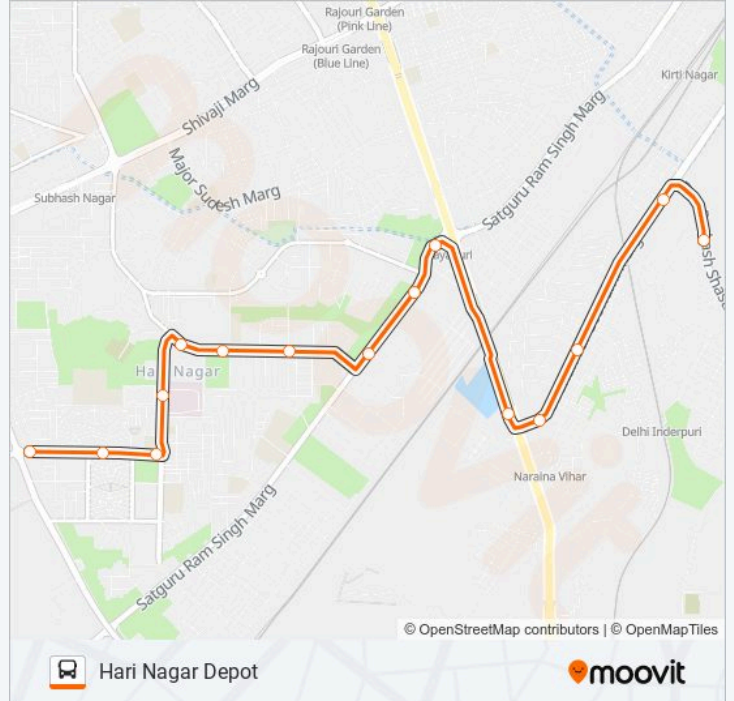 Rajouri Garden
(Pink Line)
Rajouri Garden
(Blue Line)
Kirti Nagar
Shivaji Marg
Satguru Ram Singh Marg
Major Sudesh Marg
Subhash Nagar
Hari Nagar
Delhi Inderpuri
Naraina Vihar
Satguru Ram Singh Marg
© OpenStreetMap contributors | © OpenMapTiles
Hari Nagar Depot
moovit